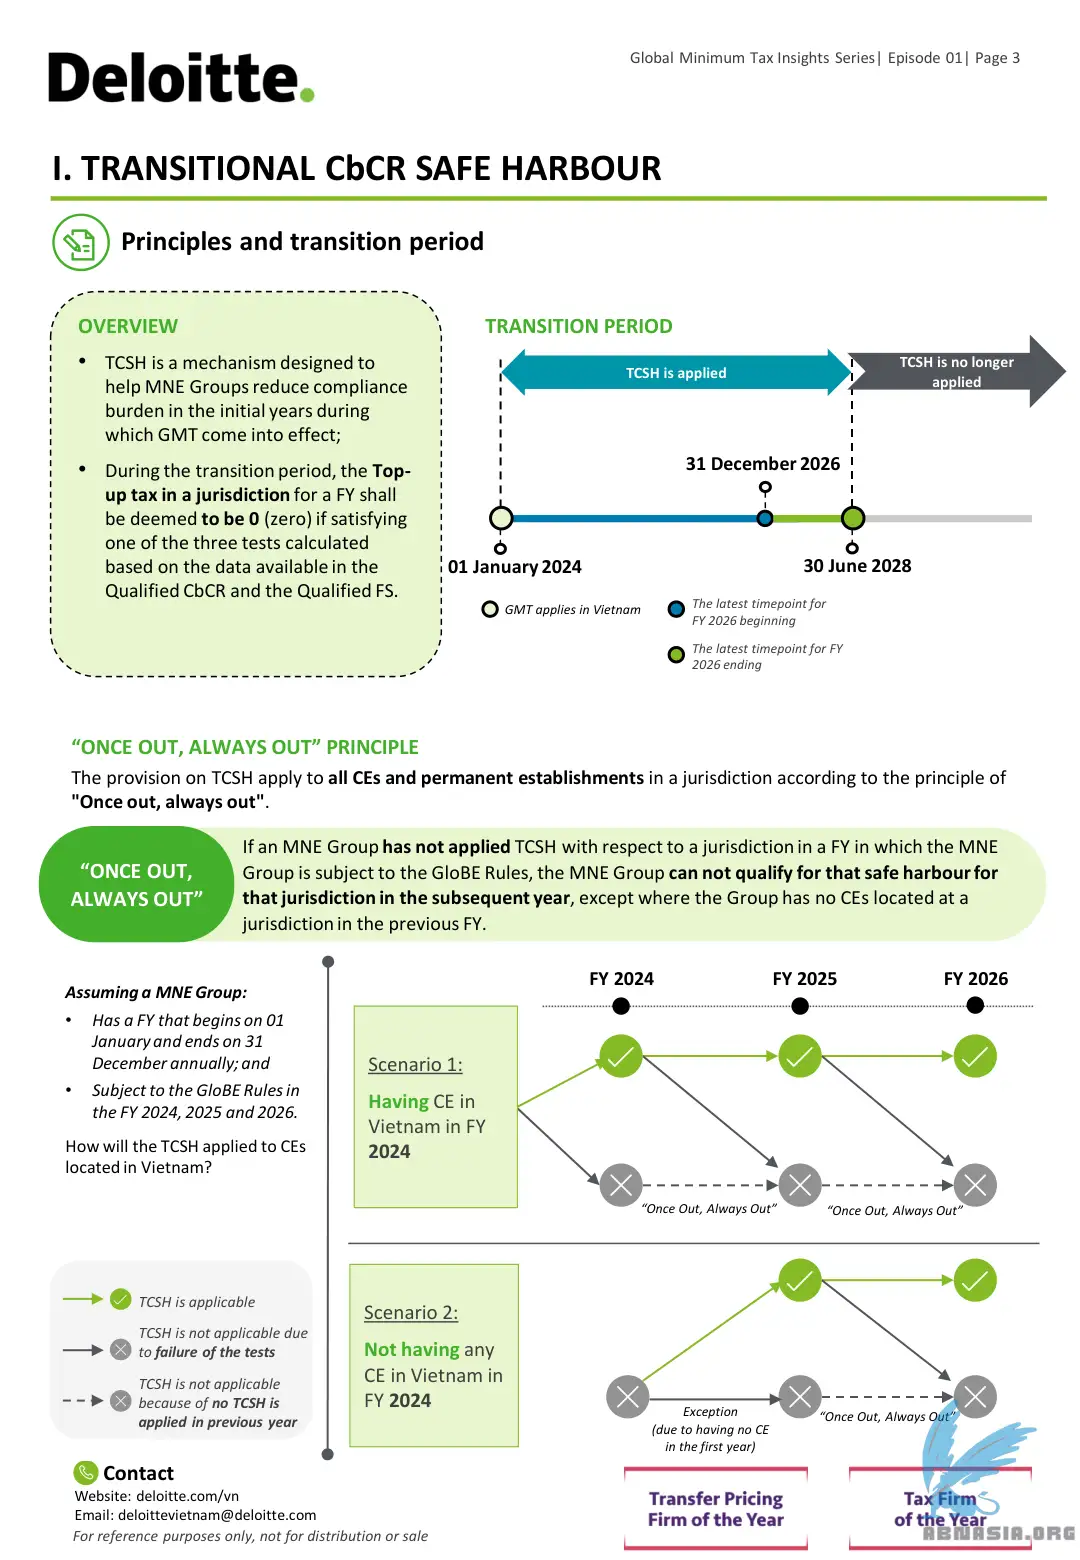 Deloitte.
Global Minimum Tax Insights Series| Episode 01| Page 3
I. TRANSITIONAL CbCR SAFE HARBOUR
Principles and transition period
OVERVIEW
• TCSH is a mechanism designed to
help MNE Groups reduce compliance
burden in the initial years during
which GMT come into effect;
• During the transition period, the Top-
up tax in a jurisdiction for a FY shall
be deemed to be 0 (zero) if satisfying
one of the three tests calculated
based on the data available in the
Qualified CbCR and the Qualified FS.
TRANSITION PERIOD
TCSH is applied
TCSH is no longer
applied
31 December 2026
01 January 2024
30 June 2028
GMT applies in Vietnam
The latest timepoint for
FY 2026 beginning
The latest timepoint for FY
2026 ending
“ONCE OUT, ALWAYS OUT” PRINCIPLE
The provision on TCSH apply to all CEs and permanent establishments in a jurisdiction according to the principle of
"Once out, always out".
“ONCE OUT,
ALWAYS OUT”
If an MNE Group has not applied TCSH with respect to a jurisdiction in a FY in which the MNE
Group is subject to the GloBE Rules, the MNE Group can not qualify for that safe harbour for
that jurisdiction in the subsequent year, except where the Group has no CEs located at a
jurisdiction in the previous FY.
Assuming a MNE Group:
• Has a FY that begins on 01
January and ends on 31
December annually; and
• Subject to the GloBE Rules in
the FY 2024, 2025 and 2026.
How will the TCSH applied to CEs
located in Vietnam?
FY 2024
FY 2025
FY 2026
Scenario 1:
Having CE in
Vietnam in FY
2024
“Once Out, Always Out”
“Once Out, Always Out”
Scenario 2:
Not having any
CE in Vietnam in
FY 2024
Exception
(due to having no CE
in the first year)
“Once Out, Always Out”
TCSH is applicable
TCSH is not applicable due
to failure of the tests
TCSH is not applicable
because of no TCSH is
applied in previous year
Contact
Website: deloitte.com/vn
Email: deloittevietnam@deloitte.com
For reference purposes only, not for distribution or sale
Transfer Pricing
Firm of the Year
Tax Firm
of the Year
ABNASIA.ORG